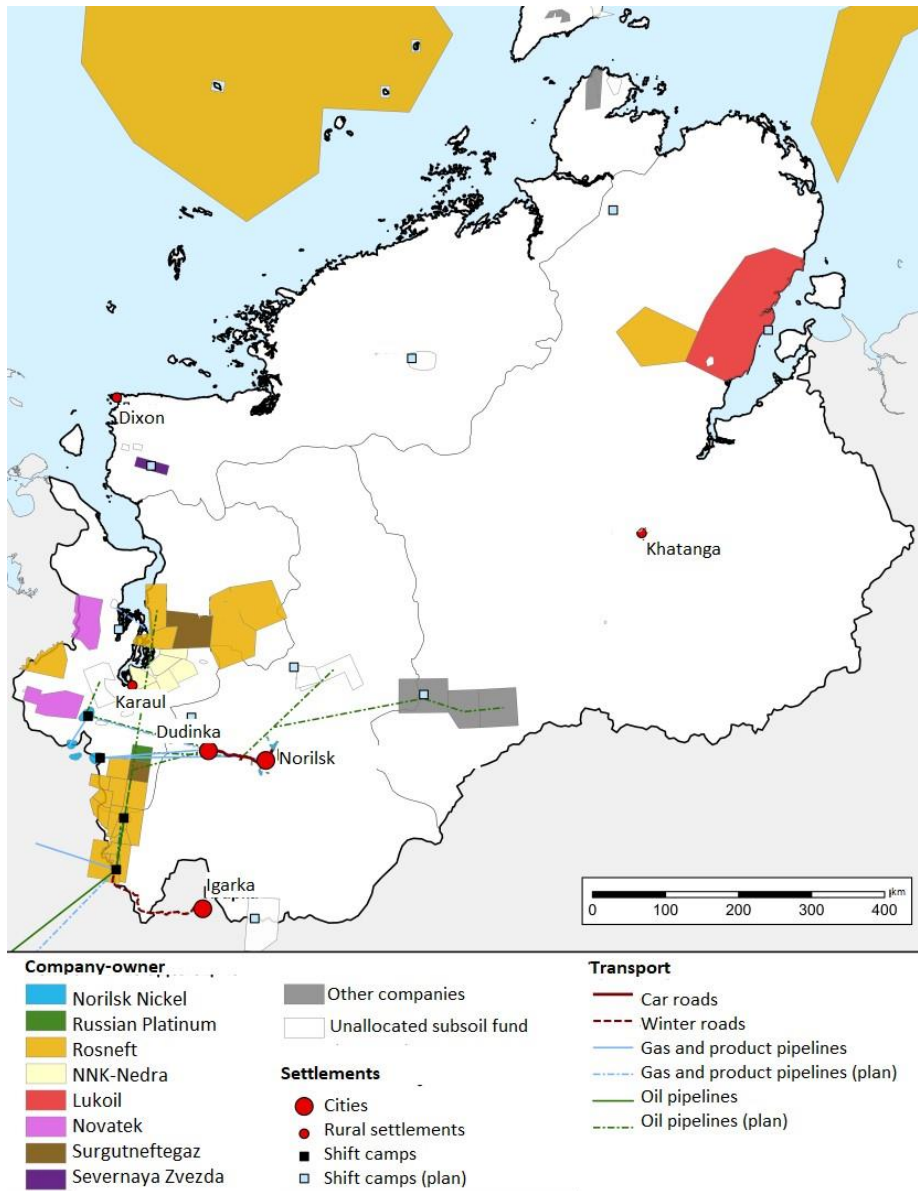 Dixon
Khatanga
Karaul
Dudinka
Norilsk
Igarka
km
0 100 200 300 400
Company-owner
Norilsk Nickel
Russian Platinum
Rosneft
NNK-Nedra
Lukoil
Novatek
Surgutneftegaz
Severnaya Zvezda
Other companies
Unallocated subsoil fund
Settlements
Cities
Rural settlements
Shift camps
Shift camps (plan)
Transport
Car roads
Winter roads
Gas and product pipelines
Gas and product pipelines (plan)
Oil pipelines
Oil pipelines (plan)